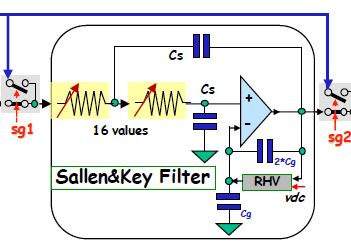 Cs
Cs
+
-
sg1
16 values
sg2
2*Cg
Sallen&Key Filter
RHV
vdc
Cg